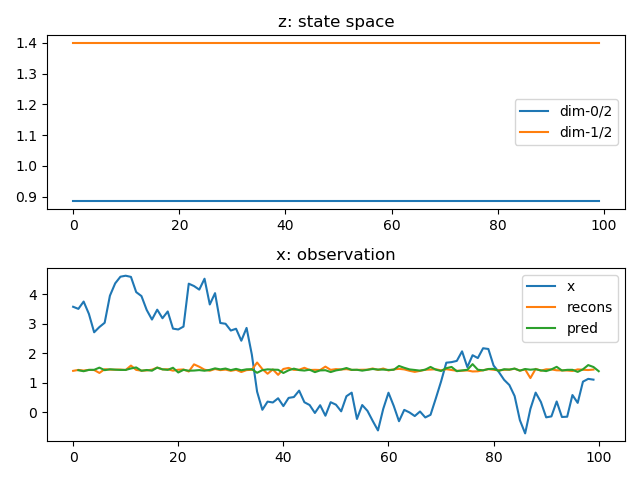 z: state space
1.4
1.3
1.2
1.1
1.0
0.9
dim-0/2
dim-1/2
0 20 40 60 80 100
x: observation
4
3
2
1
0
x
recons
pred
0 20 40 60 80 100